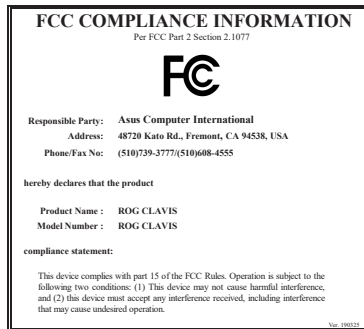 FCC COMPLIANCE INFORMATION
Per FCC Part 2 Section 2.1077
FC
Responsible Party: Asus Computer International
Address: 48720 Kato Rd., Fremont, CA 94538, USA
Phone/Fax No: (510)739-3777/(510)608-4555
hereby declares that the product
Product Name : ROG CLAVIS
Model Number : ROG CLAVIS
compliance statement:
This device complies with part 15 of the FCC Rules. Operation is subject to the
following two conditions: (1) This device may not cause harmful interference,
and (2) this device must accept any interference received, including interference
that may cause undesired operation.
Ver. 190325